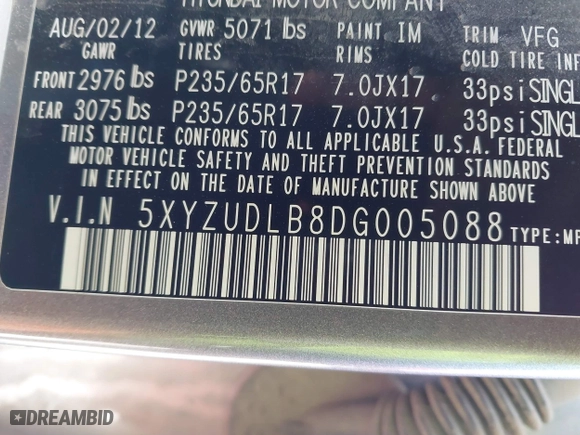 HYUNDAI MOTOR COMPANY
AUG/02/12 GVWR 5071 lbs PAINT IM TRIM VFG
GAWR TIRES RIMS COLD TIRE INF
FRONT 2976 lbs P235/65R17 7.0JX17 33psi SINGL
REAR 3075 lbs P235/65R17 7.0JX17 33psi SINGL
THIS VEHICLE CONFORMS TO ALL APPLICABLE U.S.A. FEDERAL
MOTOR VEHICLE SAFETY AND THEFT PREVENTION STANDARDS
IN EFFECT ON THE DATE OF MANUFACTURE SHOWN ABOVE.
V.I.N 5XYZUDLB8DG005088 TYPE:MP
DREAMBID